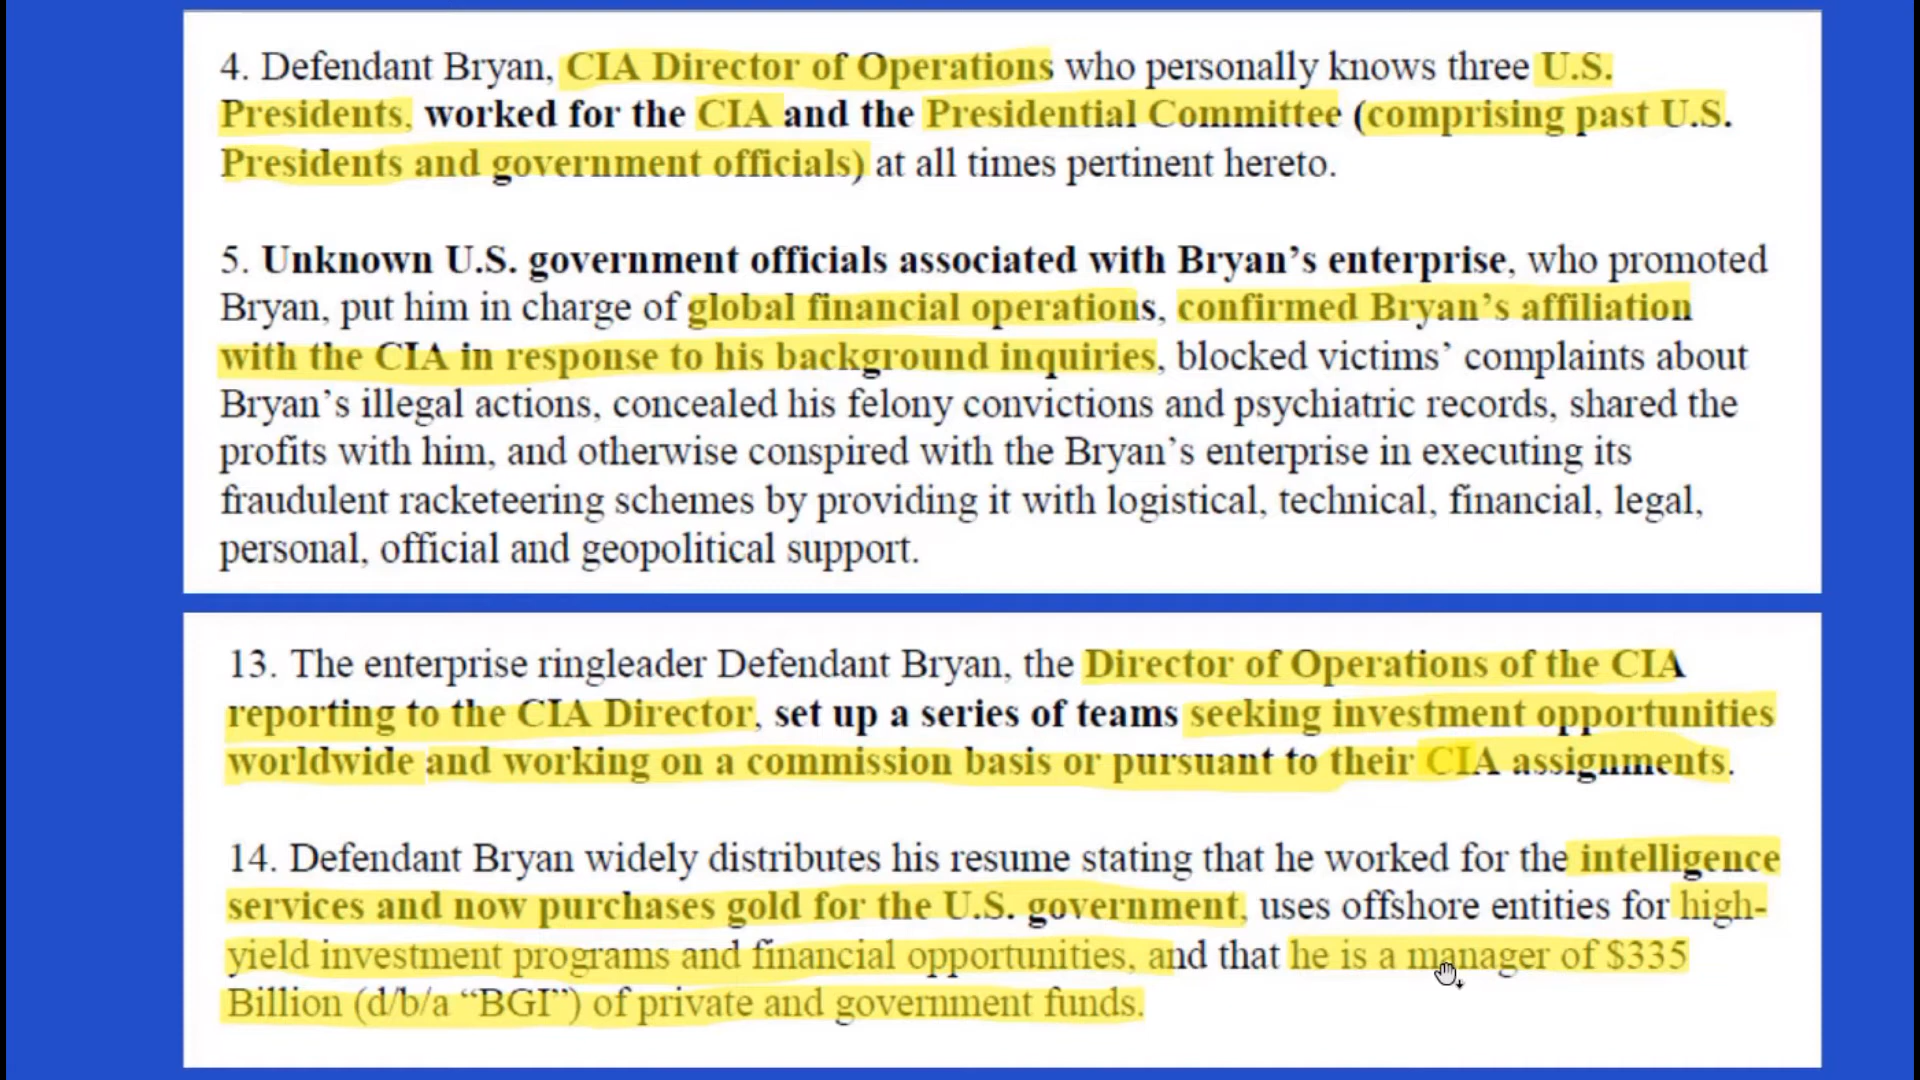 4. Defendant Bryan, CIA Director of Operations who personally knows three U.S.
Presidents, worked for the CIA and the Presidential Committee (comprising past U.S.
Presidents and government officials) at all times pertinent hereto.
5. Unknown U.S. government officials associated with Bryan’s enterprise, who promoted
Bryan, put him in charge of global financial operations, confirmed Bryan’s affiliation
with the CIA in response to his background inquiries, blocked victims’ complaints about
Bryan’s illegal actions, concealed his felony convictions and psychiatric records, shared the
profits with him, and otherwise conspired with the Bryan’s enterprise in executing its
fraudulent racketeering schemes by providing it with logistical, technical, financial, legal,
personal, official and geopolitical support.
13. The enterprise ringleader Defendant Bryan, the Director of Operations of the CIA
reporting to the CIA Director, set up a series of teams seeking investment opportunities
worldwide and working on a commission basis or pursuant to their CIA assignments.
14. Defendant Bryan widely distributes his resume stating that he worked for the intelligence
services and now purchases gold for the U.S. government, uses offshore entities for high-
yield investment programs and financial opportunities, and that he is a manager of $335
Billion (d/b/a “BGI”) of private and government funds.